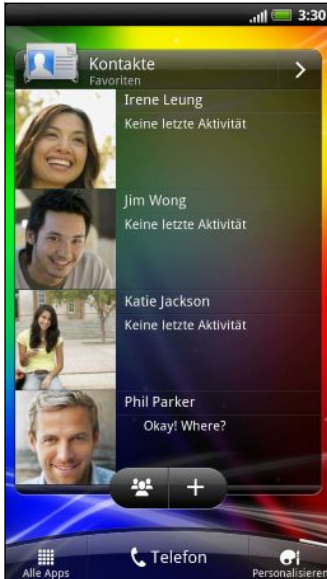 3:30
Kontakte
Favoriten
Irene Leung
Keine letzte Aktivität
Jim Wong
Keine letzte Aktivität
Katie Jackson
Keine letzte Aktivität
Phil Parker
Okay! Where?
Alle Apps
Telefon
Personalisieren